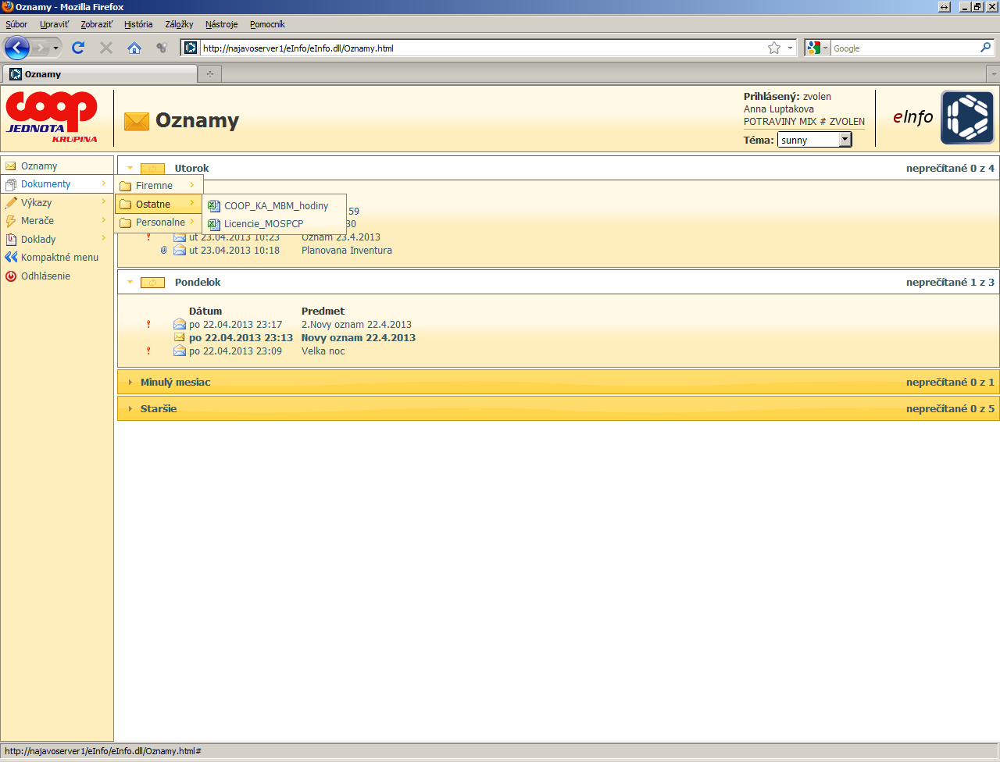 Oznamy - Mozilla Firefox
Súbor Upraviť Zobraziť História Záložky Nástroje Pomocník
http://najavoserver1/eInfo/eInfo.dll/Oznamy.html
Google
Oznamy
coop
JEDNOTA
KRUPINA
Oznamy
Prihlásený: zvolen
Anna Luptakova
POTRAVINY MIX # ZVOLEN
Téma: sunny
eInfo
Oznamy
Dokumenty
Výkazy
Merače
Doklady
Kompaktné menu
Odhlásenie
Firemne
Ostatne
Personalne
COOP_KA_MBM_hodiny
Licencie_MOSPCP
Utorok neprečítané 0 z 4
59
30
ut 23.04.2013 10:23 Oznam 23.4.2013
ut 23.04.2013 10:18 Planovana Inventura
Pondelok neprečítané 1 z 3
Dátum Predmet
po 22.04.2013 23:17 2.Novy oznam 22.4.2013
po 22.04.2013 23:13 Novy oznam 22.4.2013
po 22.04.2013 23:09 Velka noc
Minulý mesiac neprečítané 0 z 1
Staršie neprečítané 0 z 5
http://najavoserver1/eInfo/eInfo.dll/Oznamy.html#